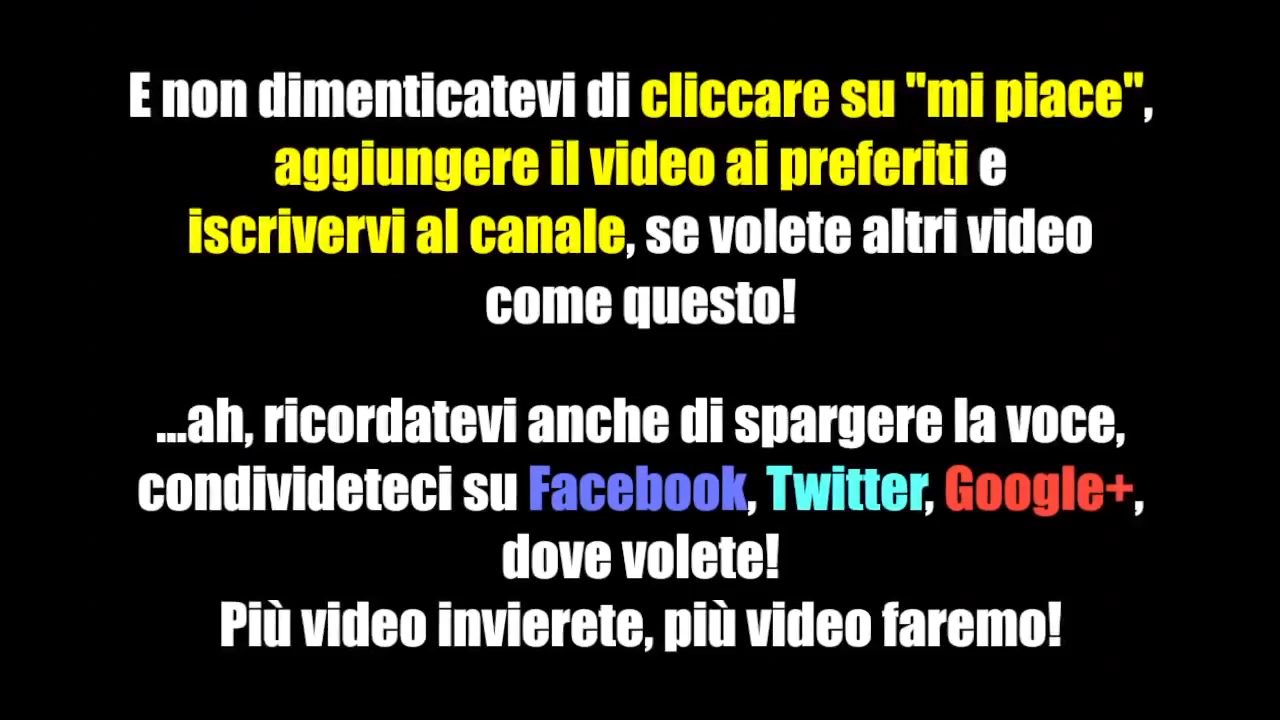 E non dimenticatevi di cliccare su "mi piace",
aggiungere il video ai preferiti e
iscrivervi al canale, se volete altri video
come questo!
...ah, ricordatevi anche di spargere la voce,
condivideteci su Facebook, Twitter, Google+,
dove volete!
Più video invierete, più video faremo!